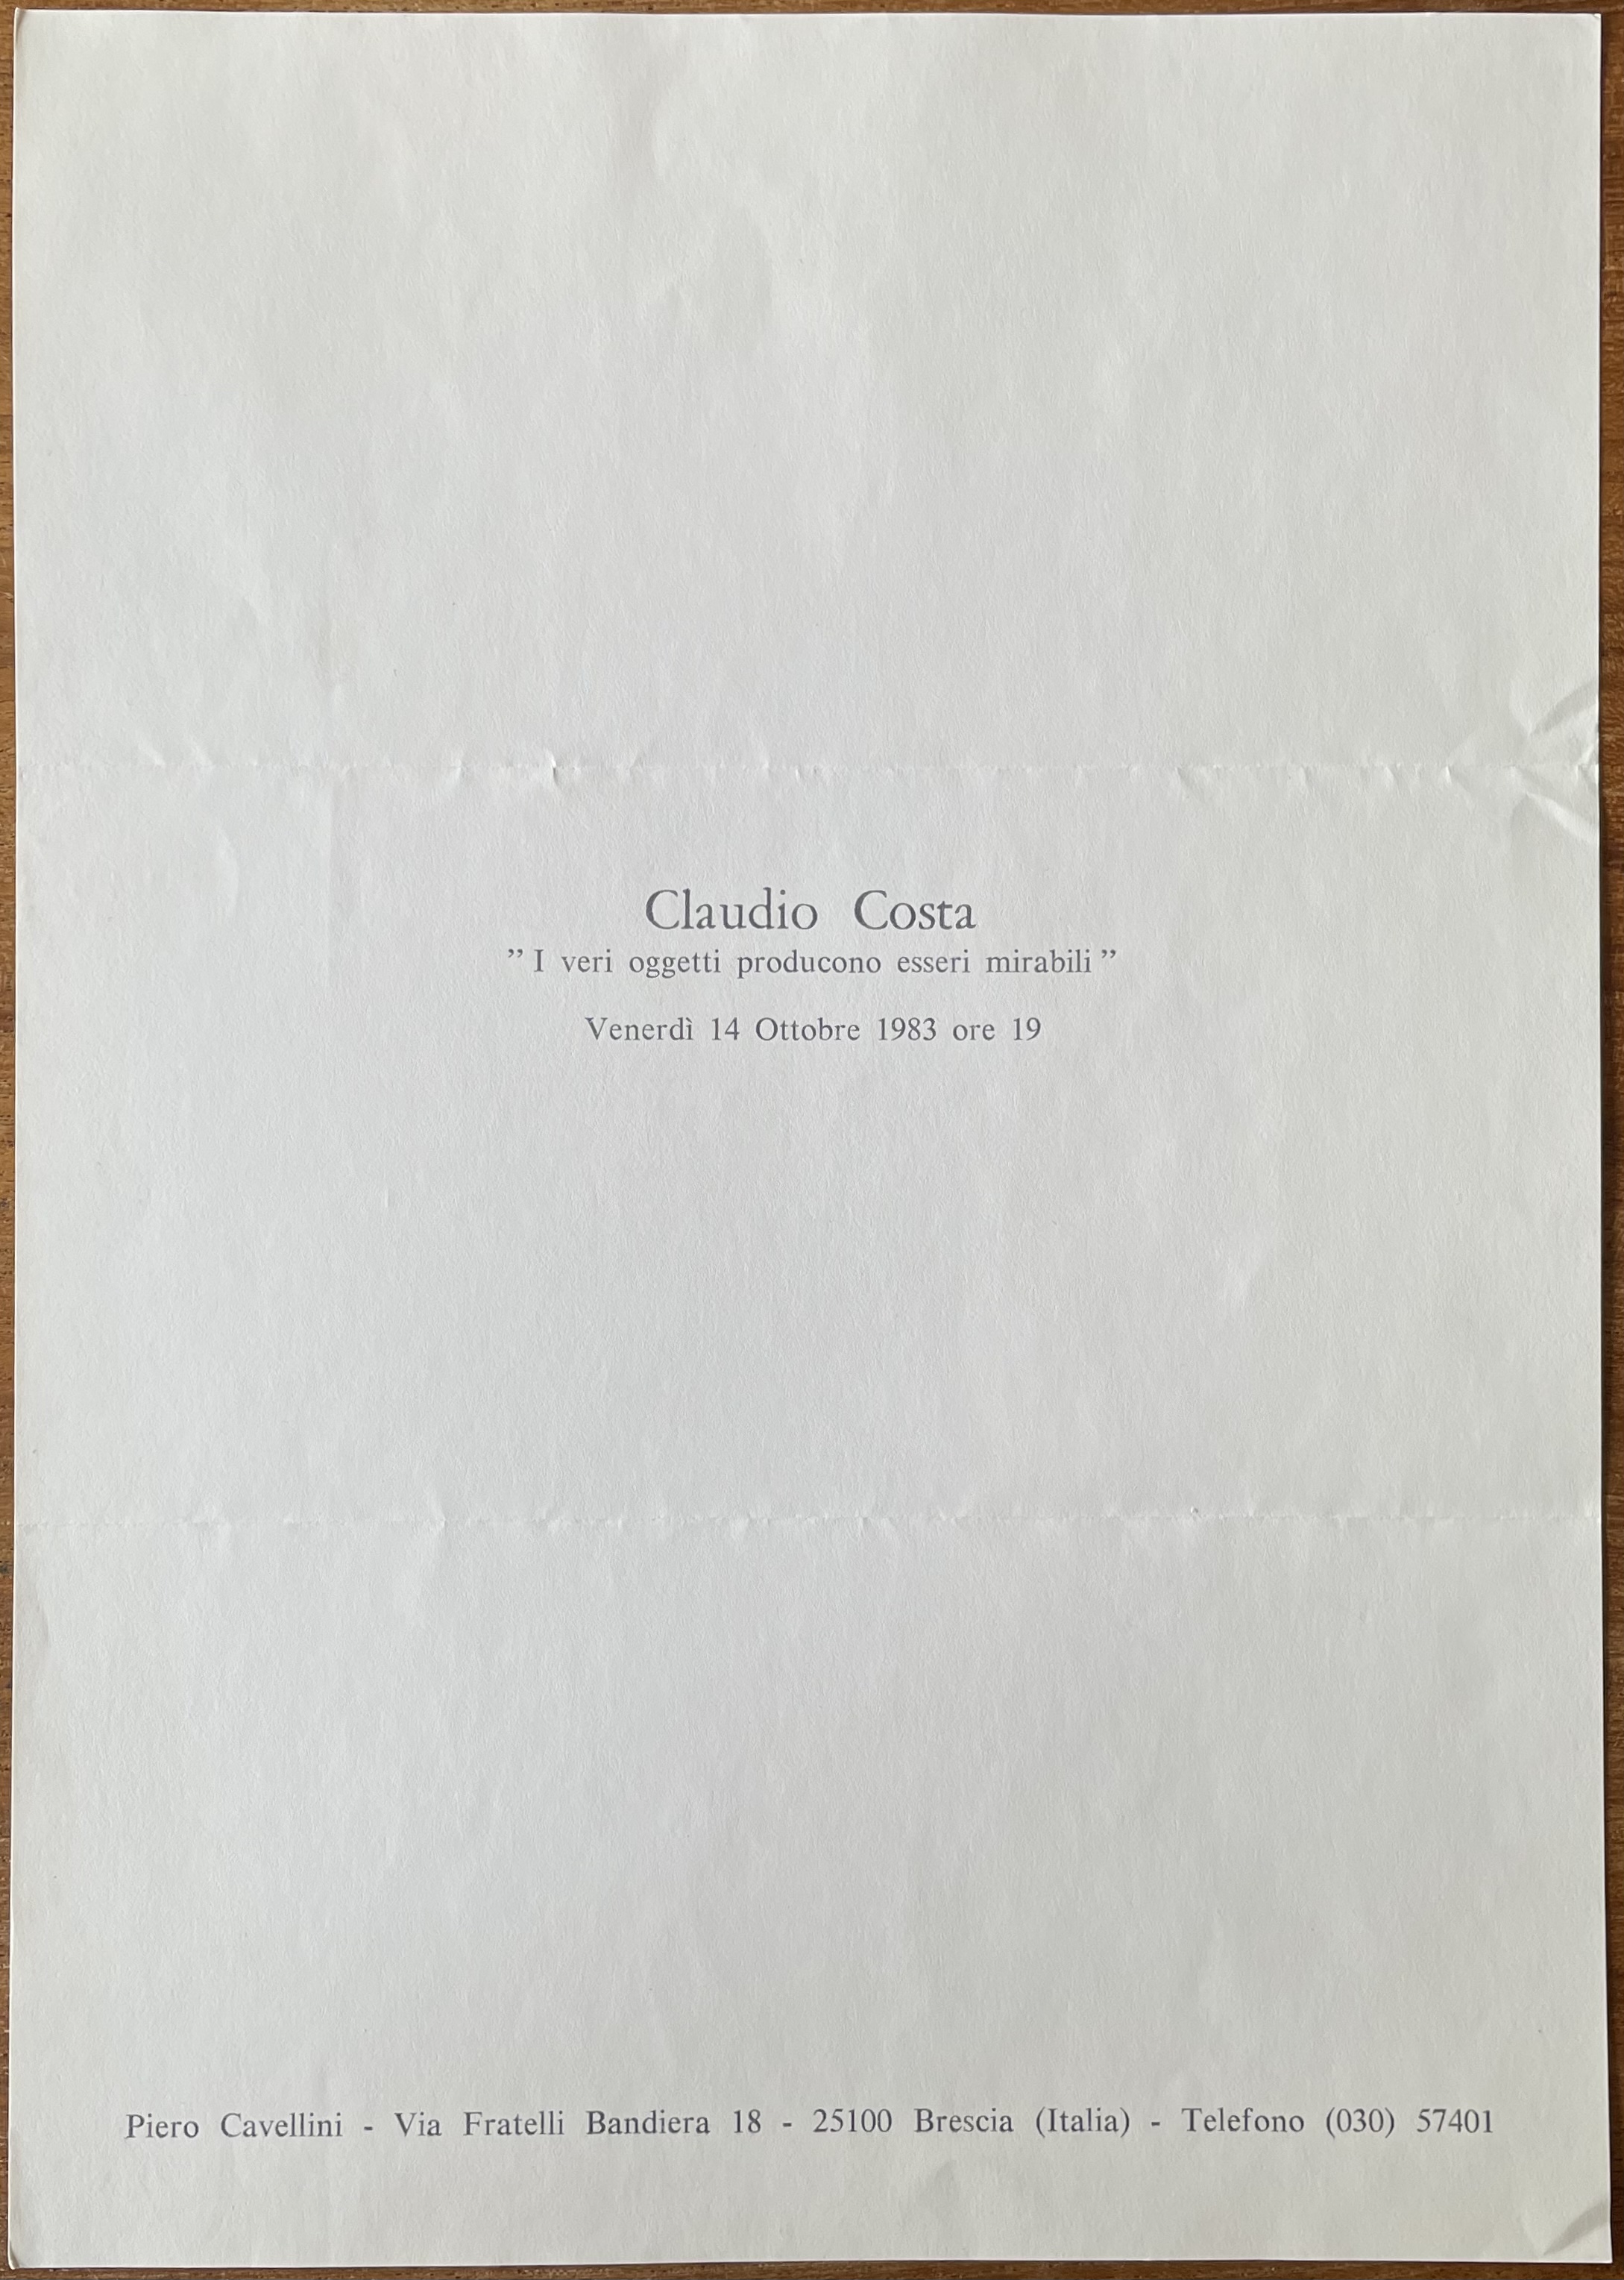 Claudio Costa
” I veri oggetti producono esseri mirabili ”
Venerdì 14 Ottobre 1983 ore 19
Piero Cavellini - Via Fratelli Bandiera 18 - 25100 Brescia (Italia) - Telefono (030) 57401